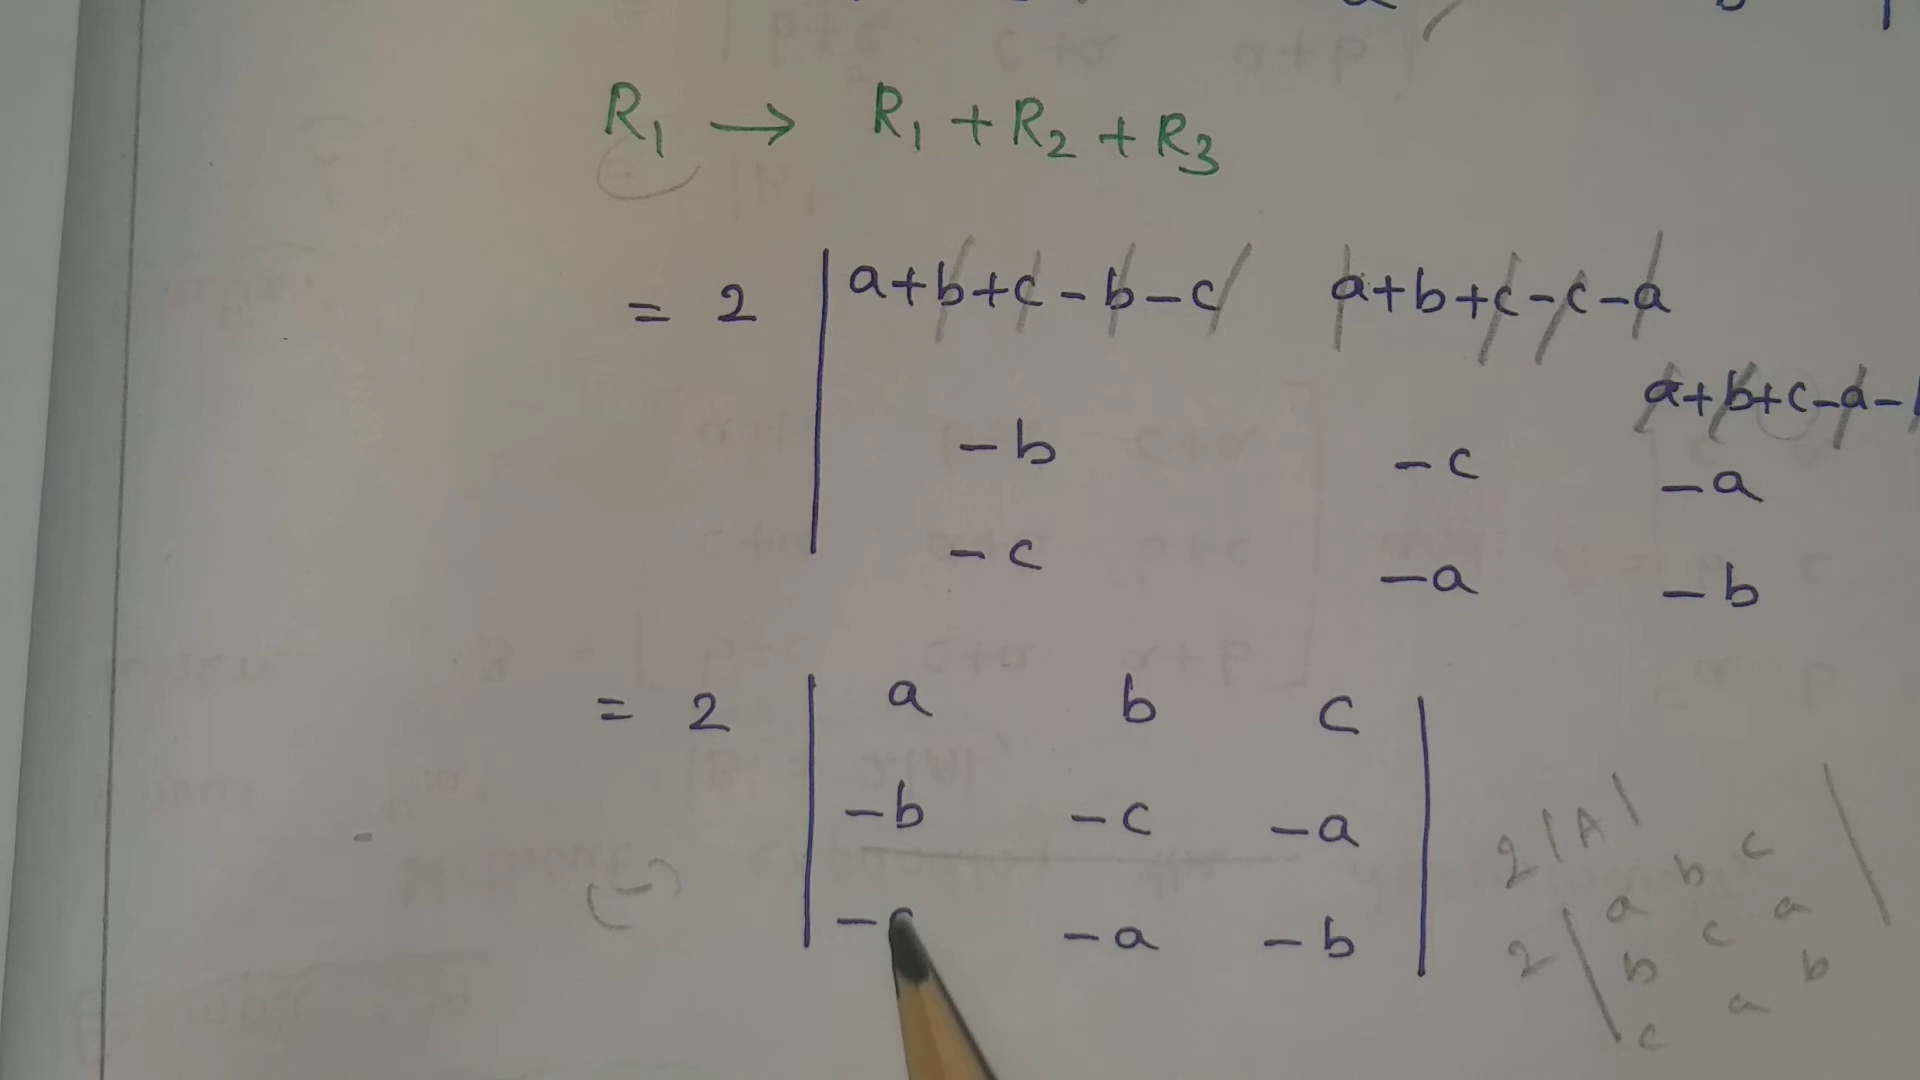 R₁ → R₁ + R₂ + R₃
= 2 | a+b+c-b-c a+b+c-c-a
a+b+c-a-
-b -c -a
-c -a -b
= 2 | a b c |
-b -c -a
(-)
-c -a -b
2|A|
2 | a b c |
b c a
c a b